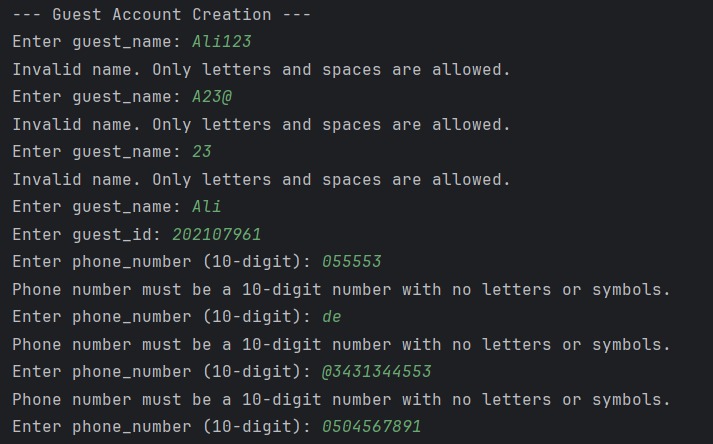 --- Guest Account Creation ---
Enter guest_name: Ali123
Invalid name. Only letters and spaces are allowed.
Enter guest_name: A23@
Invalid name. Only letters and spaces are allowed.
Enter guest_name: 23
Invalid name. Only letters and spaces are allowed.
Enter guest_name: Ali
Enter guest_id: 202107961
Enter phone_number (10-digit): 055553
Phone number must be a 10-digit number with no letters or symbols.
Enter phone_number (10-digit): de
Phone number must be a 10-digit number with no letters or symbols.
Enter phone_number (10-digit): @3431344553
Phone number must be a 10-digit number with no letters or symbols.
Enter phone_number (10-digit): 0504567891